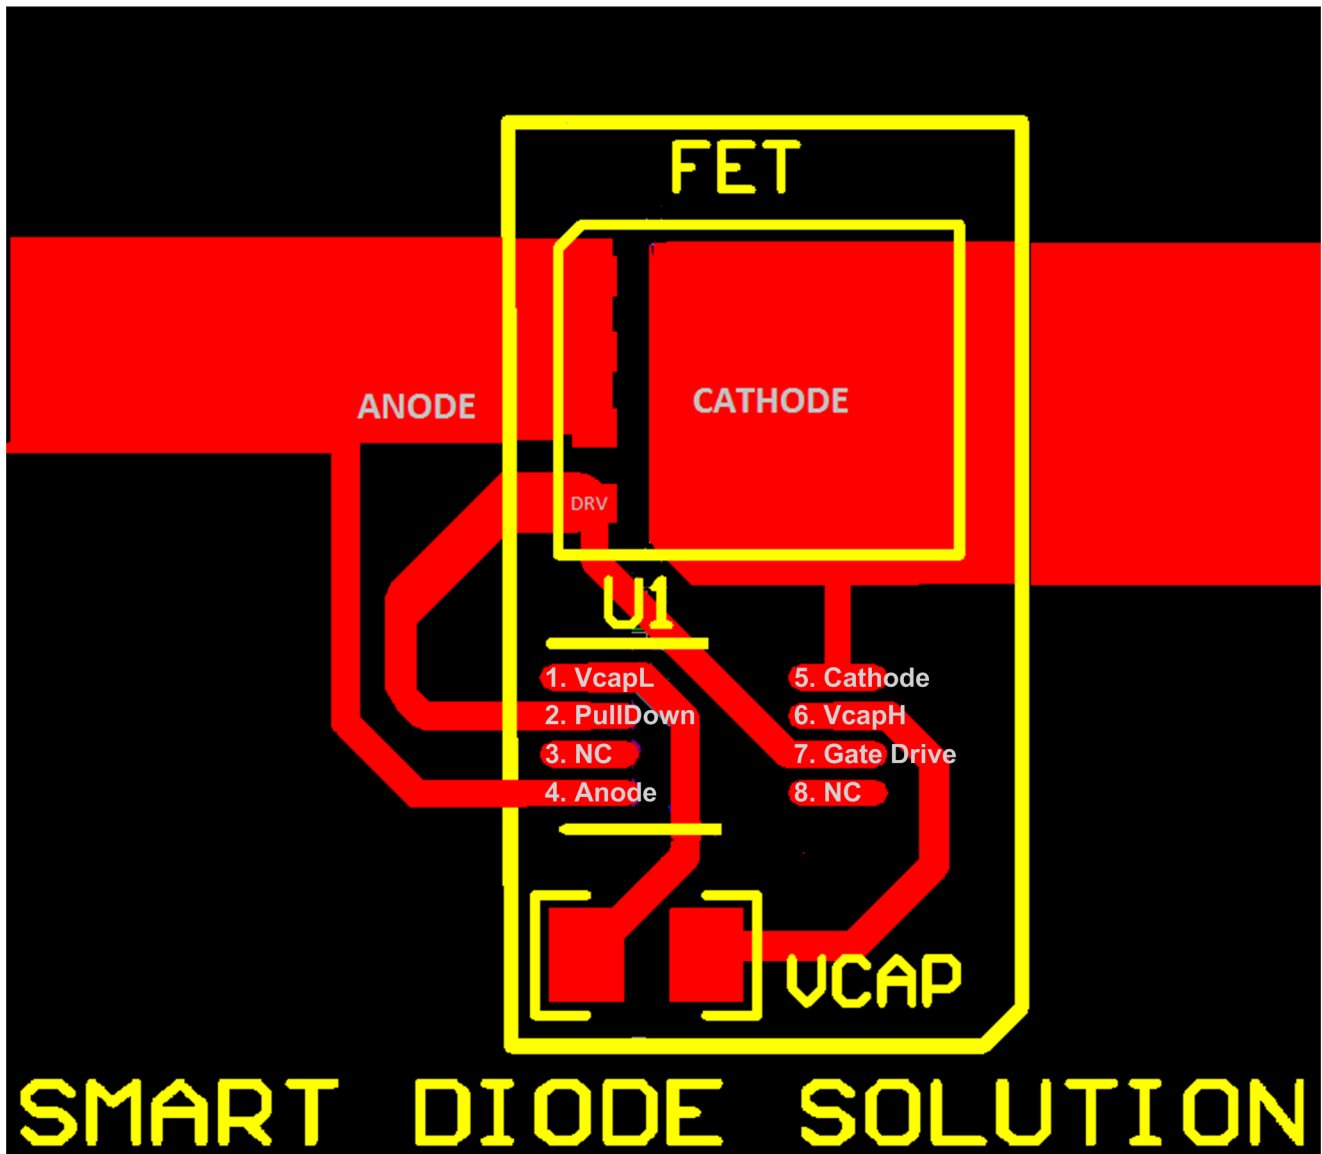 FET
ANODE
CATHODE
DRV
U1
1. VcapL
2. PullDown
3. NC
4. Anode
5. Cathode
6. VcapH
7. Gate Drive
8. NC
VCAP
SMART DIODE SOLUTION